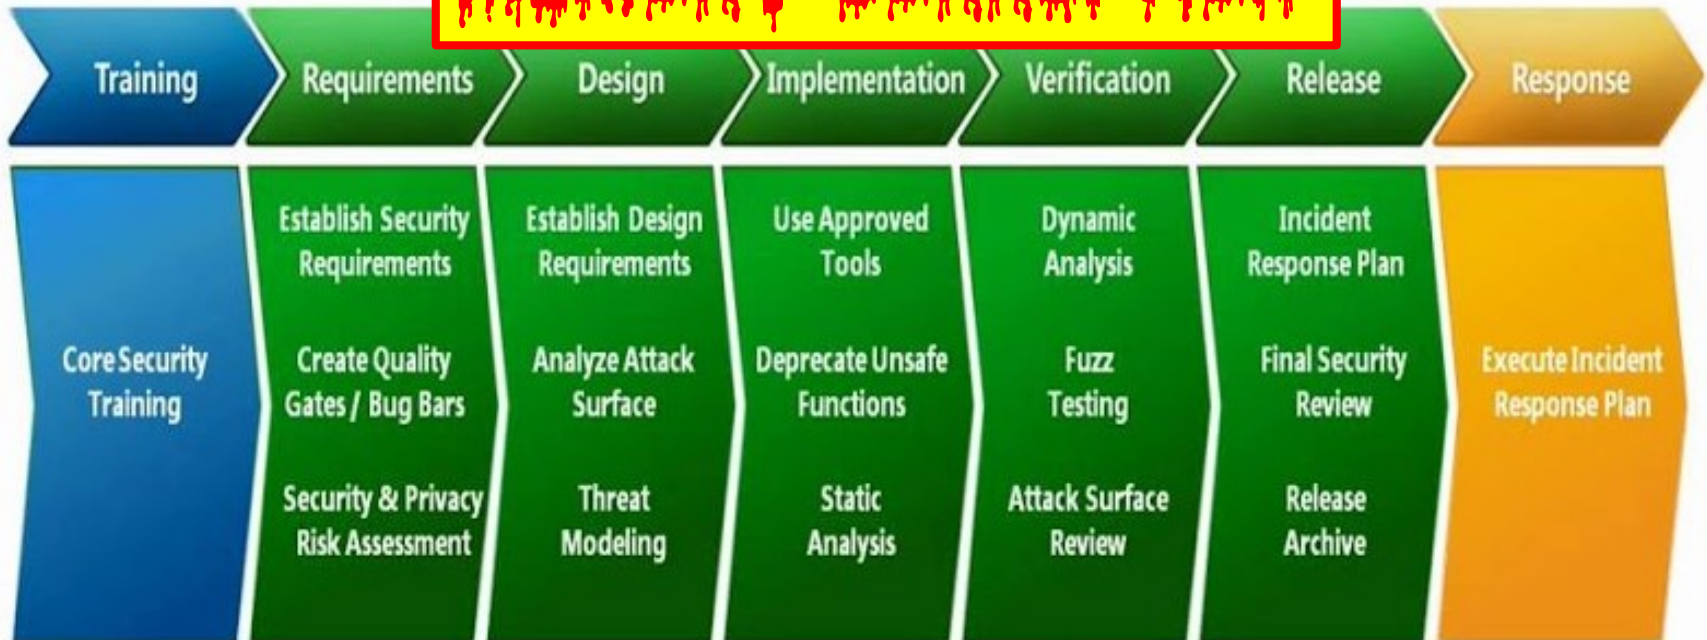 Training
Requirements
Design
Implementation
Verification
Release
Response
Core Security
Training
Establish Security
Requirements
Create Quality
Gates / Bug Bars
Security & Privacy
Risk Assessment
Establish Design
Requirements
Analyze Attack
Surface
Threat
Modeling
Use Approved
Tools
Deprecate Unsafe
Functions
Static
Analysis
Dynamic
Analysis
Fuzz
Testing
Attack Surface
Review
Incident
Response Plan
Final Security
Review
Release
Archive
Execute Incident
Response Plan